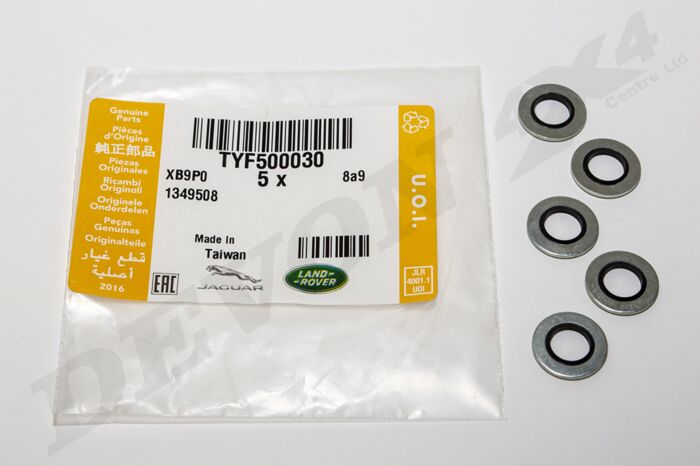 Genuine
Parts
Pièces
d'Origine
純正部品
Piezas
Originales
Ricambi
Originali
Originele
Onderdelen
Peças
Genuinas
Originalteile
قطع غيار
أصلية
2016
TYF500030
XB9P0
5 x
8a9
1349508
Made In
Taiwan
EAC
JAGUAR
LAND-
-ROVER
U.O.I.
JLR
4001.1
UOI
DEVON 4X4
Centre Ltd